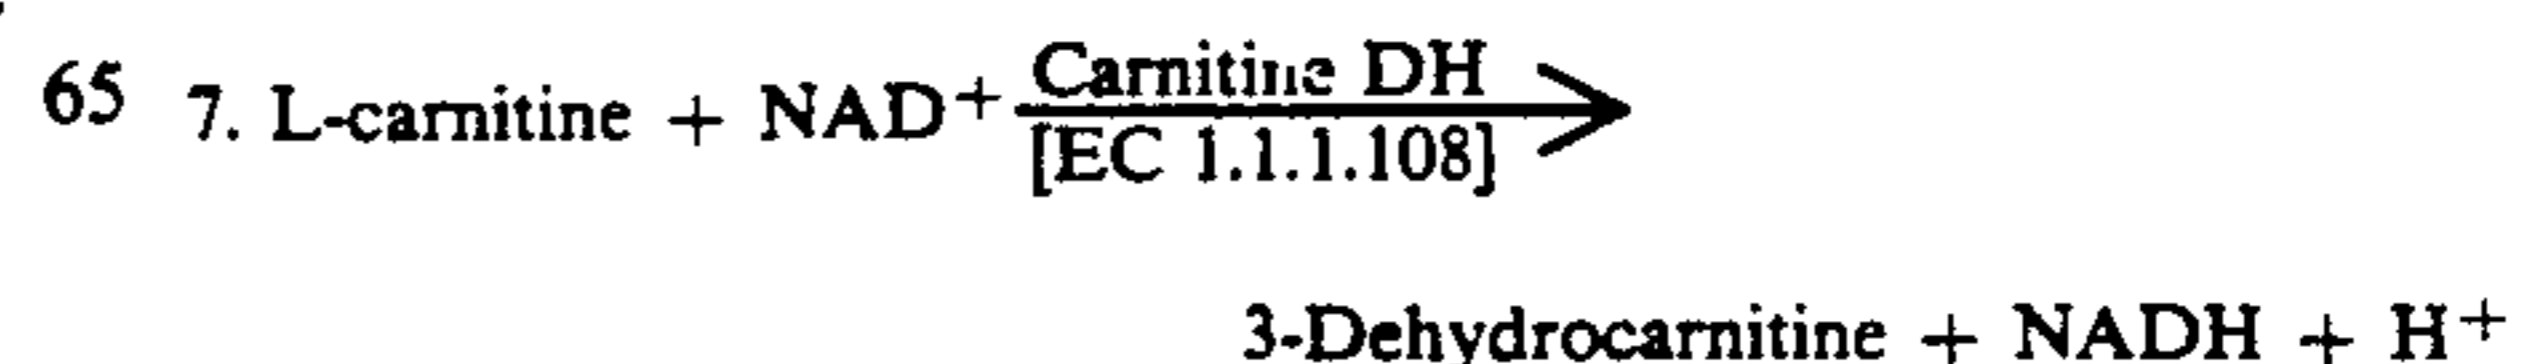 65 7. L-carnitine + NAD+ Carnitine DH
[EC 1.1.1.108]
3-Dehydrocarnitine + NADH + H+